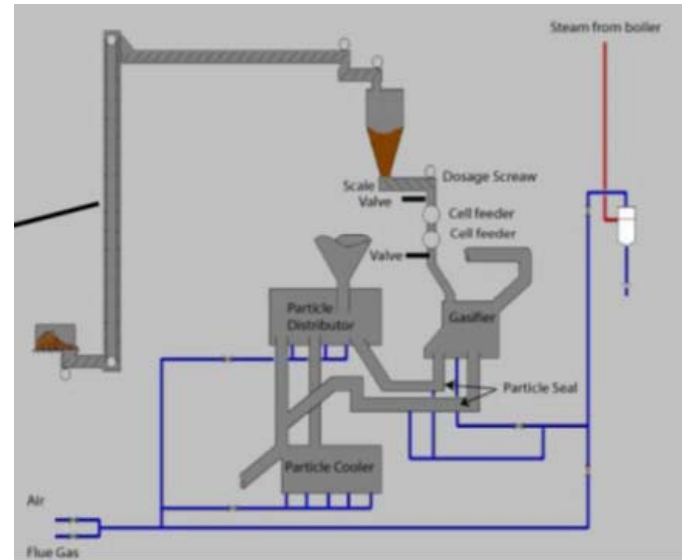 Steam from boiler
Dosage Screaw
Scale
Valve
Cell feeder
Cell feeder
Valve
Particle
Distributor
Gasifier
Particle Seal
Particle Cooler
Air
Flue Gas